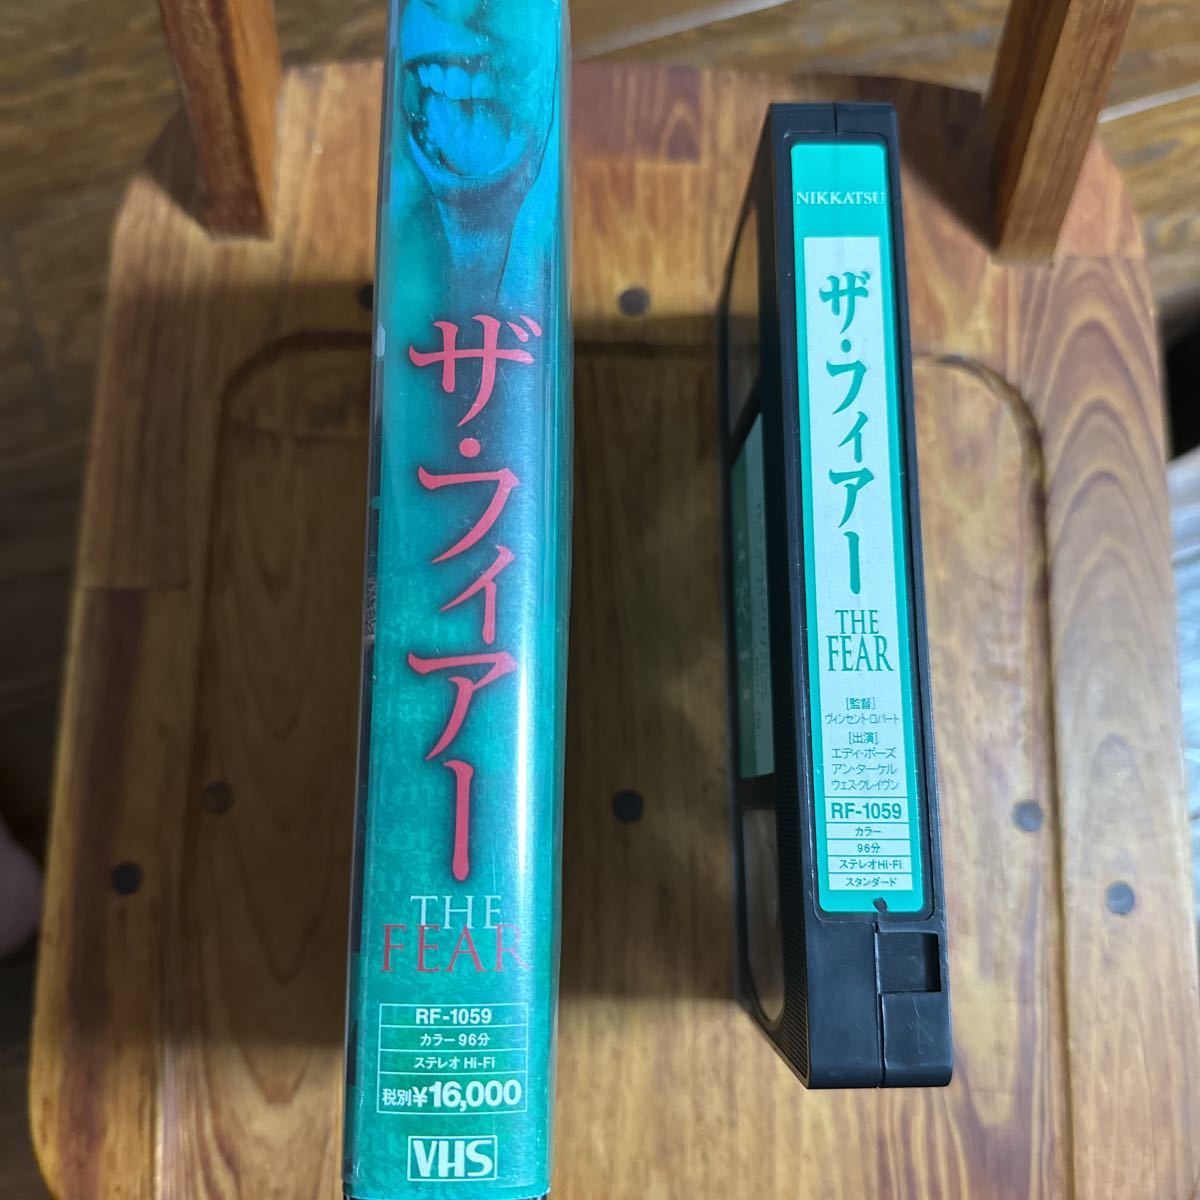 ザ・フィアー
THE
FEAR
RF-1059
カラー96分
ステレオHi-Fi
税別¥16,000
VHS
NIKKATSU
ザ・フィアー
THE
FEAR
[監督]
ヴィンセント・ロバート
[出演]
エディ・ボーズ
アン・ターケル
ウェス・クレイヴン
RF-1059
カラー
96分
ステレオHi-Fi
スタンダード